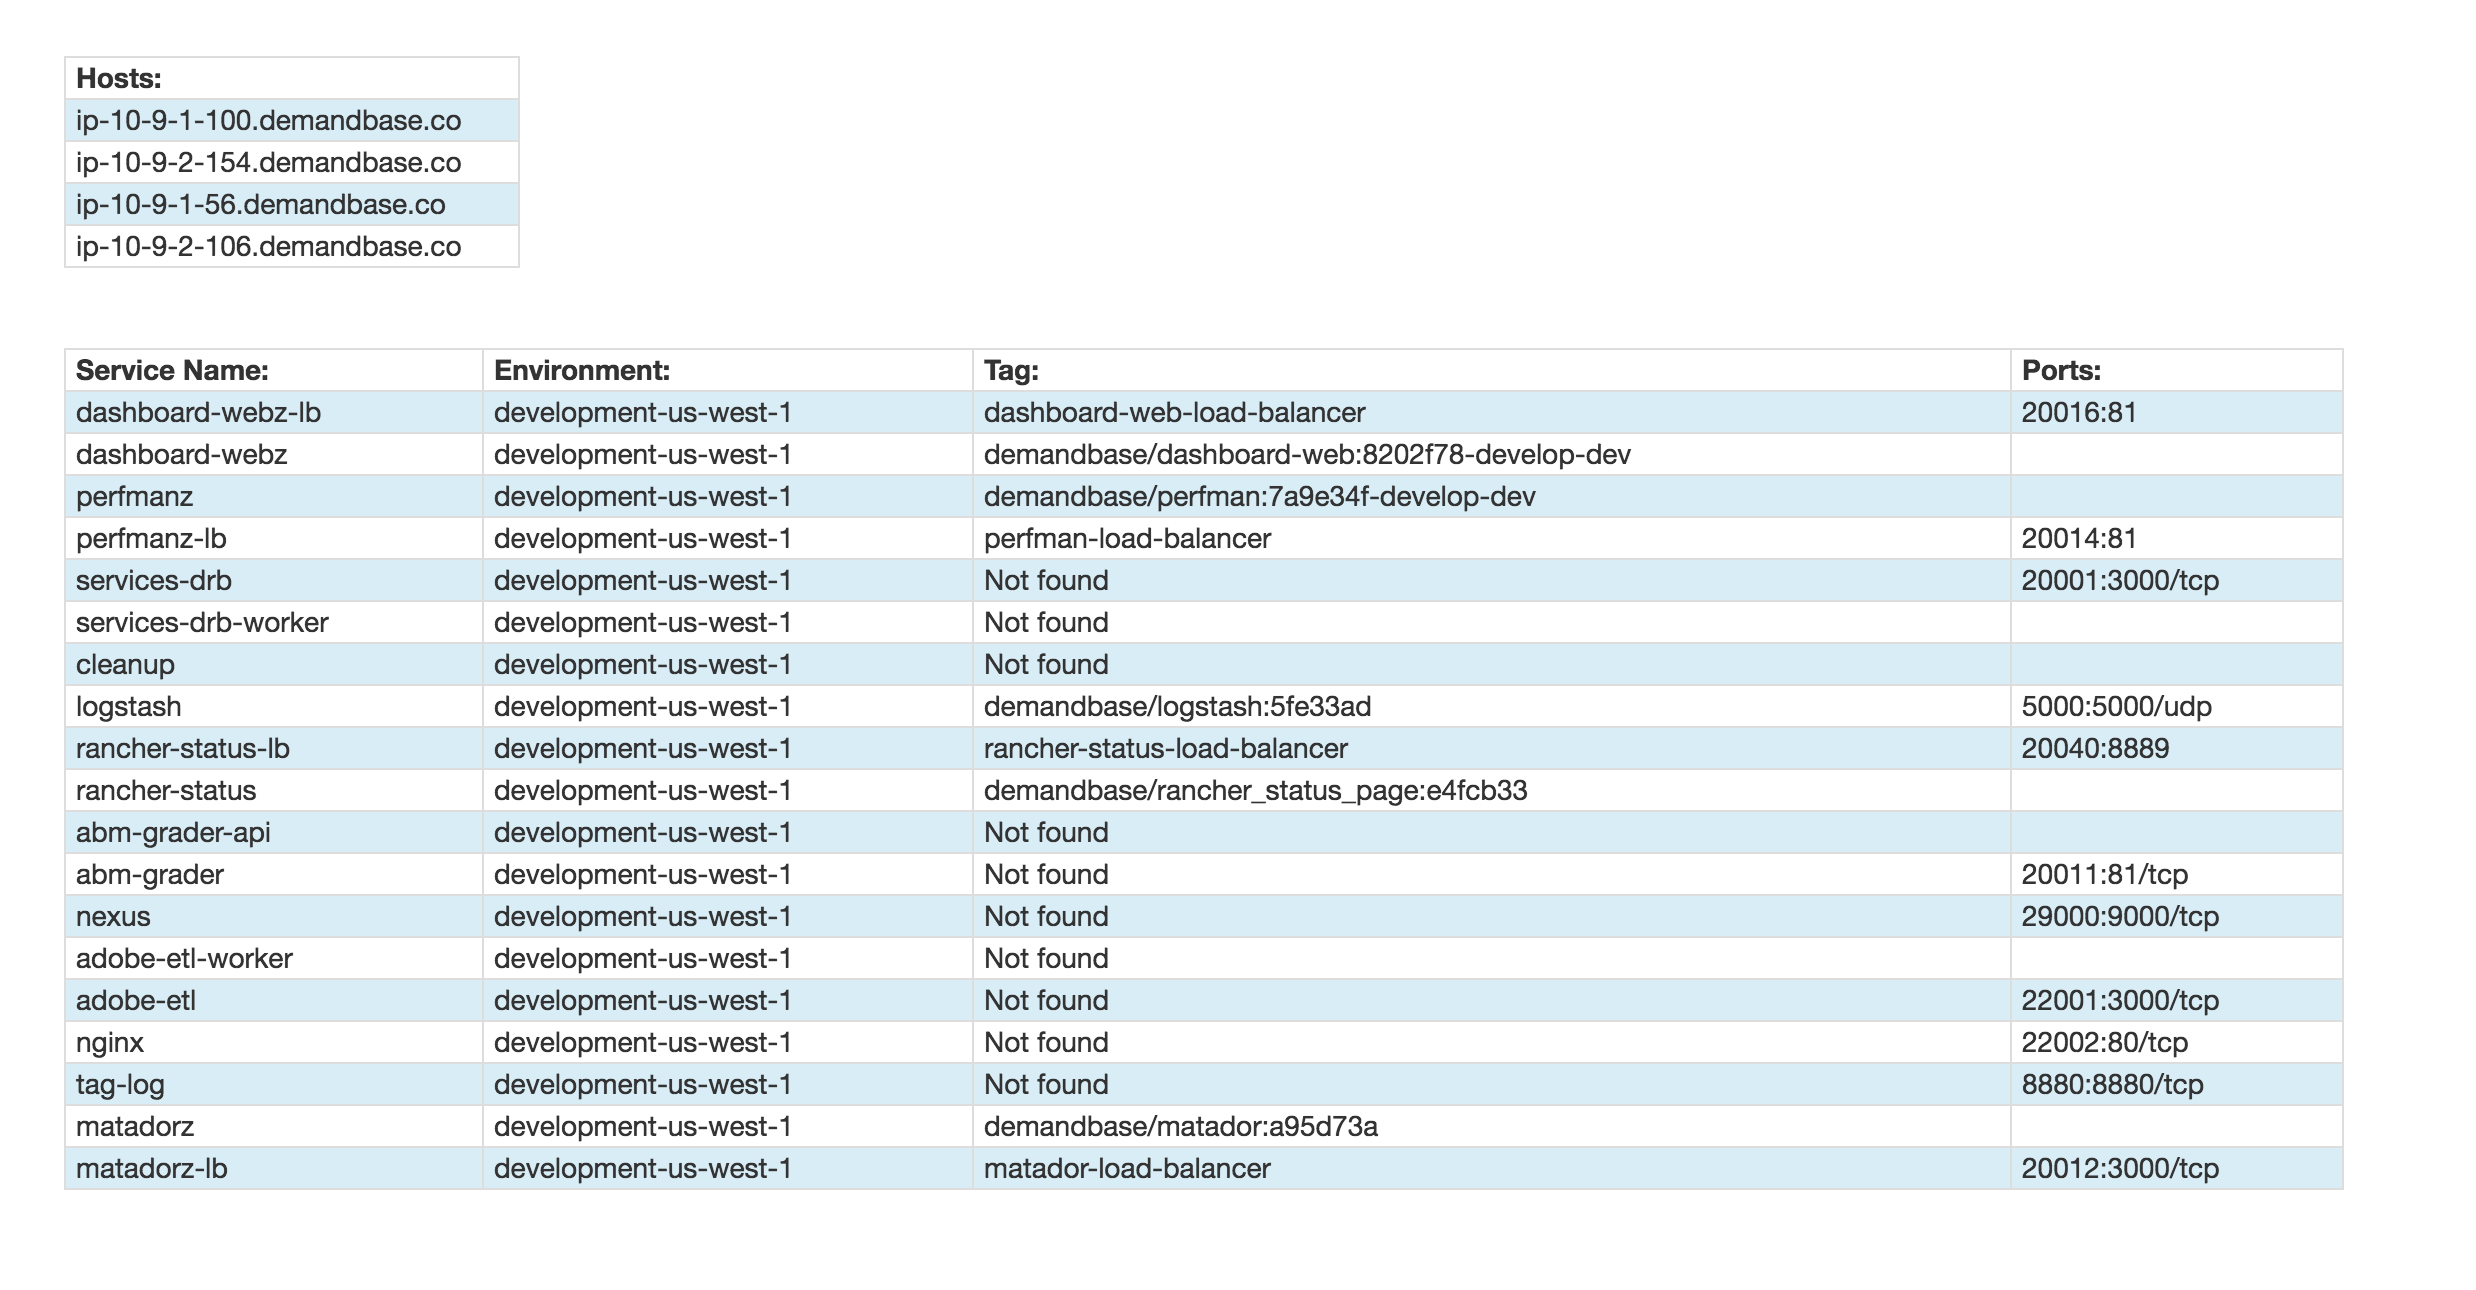 Hosts:
ip-10-9-1-100.demandbase.co
ip-10-9-2-154.demandbase.co
ip-10-9-1-56.demandbase.co
ip-10-9-2-106.demandbase.co
Service Name: Environment: Tag: Ports:
dashboard-webz-lb development-us-west-1 dashboard-web-load-balancer 20016:81
dashboard-webz development-us-west-1 demandbase/dashboard-web:8202f78-develop-dev
perfmanz development-us-west-1 demandbase/perfman:7a9e34f-develop-dev
perfmanz-lb development-us-west-1 perfman-load-balancer 20014:81
services-drb development-us-west-1 Not found 20001:3000/tcp
services-drb-worker development-us-west-1 Not found
cleanup development-us-west-1 Not found
logstash development-us-west-1 demandbase/logstash:5fe33ad 5000:5000/udp
rancher-status-lb development-us-west-1 rancher-status-load-balancer 20040:8889
rancher-status development-us-west-1 demandbase/rancher_status_page:e4fcb33
abm-grader-api development-us-west-1 Not found
abm-grader development-us-west-1 Not found 20011:81/tcp
nexus development-us-west-1 Not found 29000:9000/tcp
adobe-etl-worker development-us-west-1 Not found
adobe-etl development-us-west-1 Not found 22001:3000/tcp
nginx development-us-west-1 Not found 22002:80/tcp
tag-log development-us-west-1 Not found 8880:8880/tcp
matadorz development-us-west-1 demandbase/matador:a95d73a
matadorz-lb development-us-west-1 matador-load-balancer 20012:3000/tcp